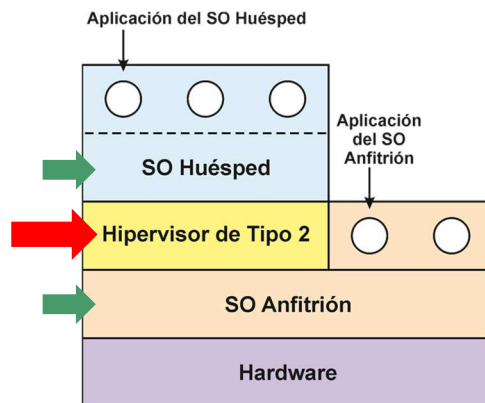 Aplicación del SO Huésped
Aplicación
del SO
Anfitrión
SO Huésped
Hipervisor de Tipo 2
SO Anfitrión
Hardware